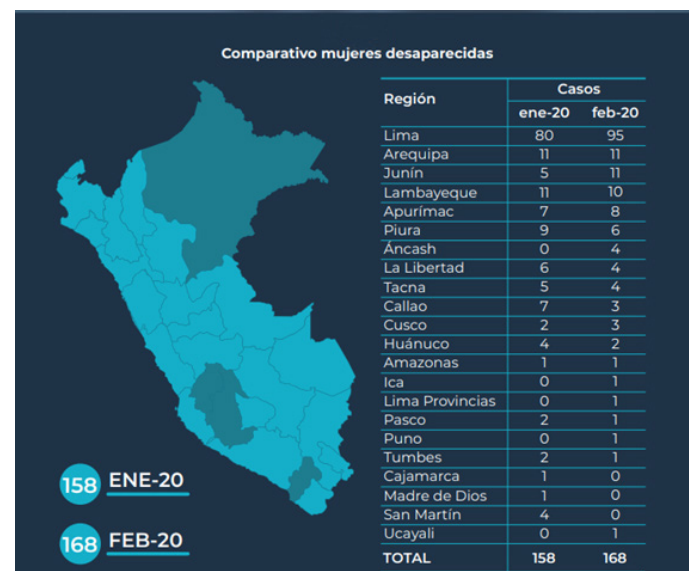 Comparativo mujeres desaparecidas
Región Casos
ene-20 feb-20
Lima 80 95
Arequipa 11 11
Junín 5 11
Lambayeque 11 10
Apurímac 7 8
Piura 9 6
Áncash 0 4
La Libertad 6 4
Tacna 5 4
Callao 7 3
Cusco 2 3
Huánuco 4 2
Amazonas 1 1
Ica 0 1
Lima Provincias 0 1
Pasco 2 1
Puno 0 1
Tumbes 2 1
Cajamarca 1 0
Madre de Dios 1 0
San Martín 4 0
Ucayali 0 1
TOTAL 158 168
158 ENE-20
168 FEB-20